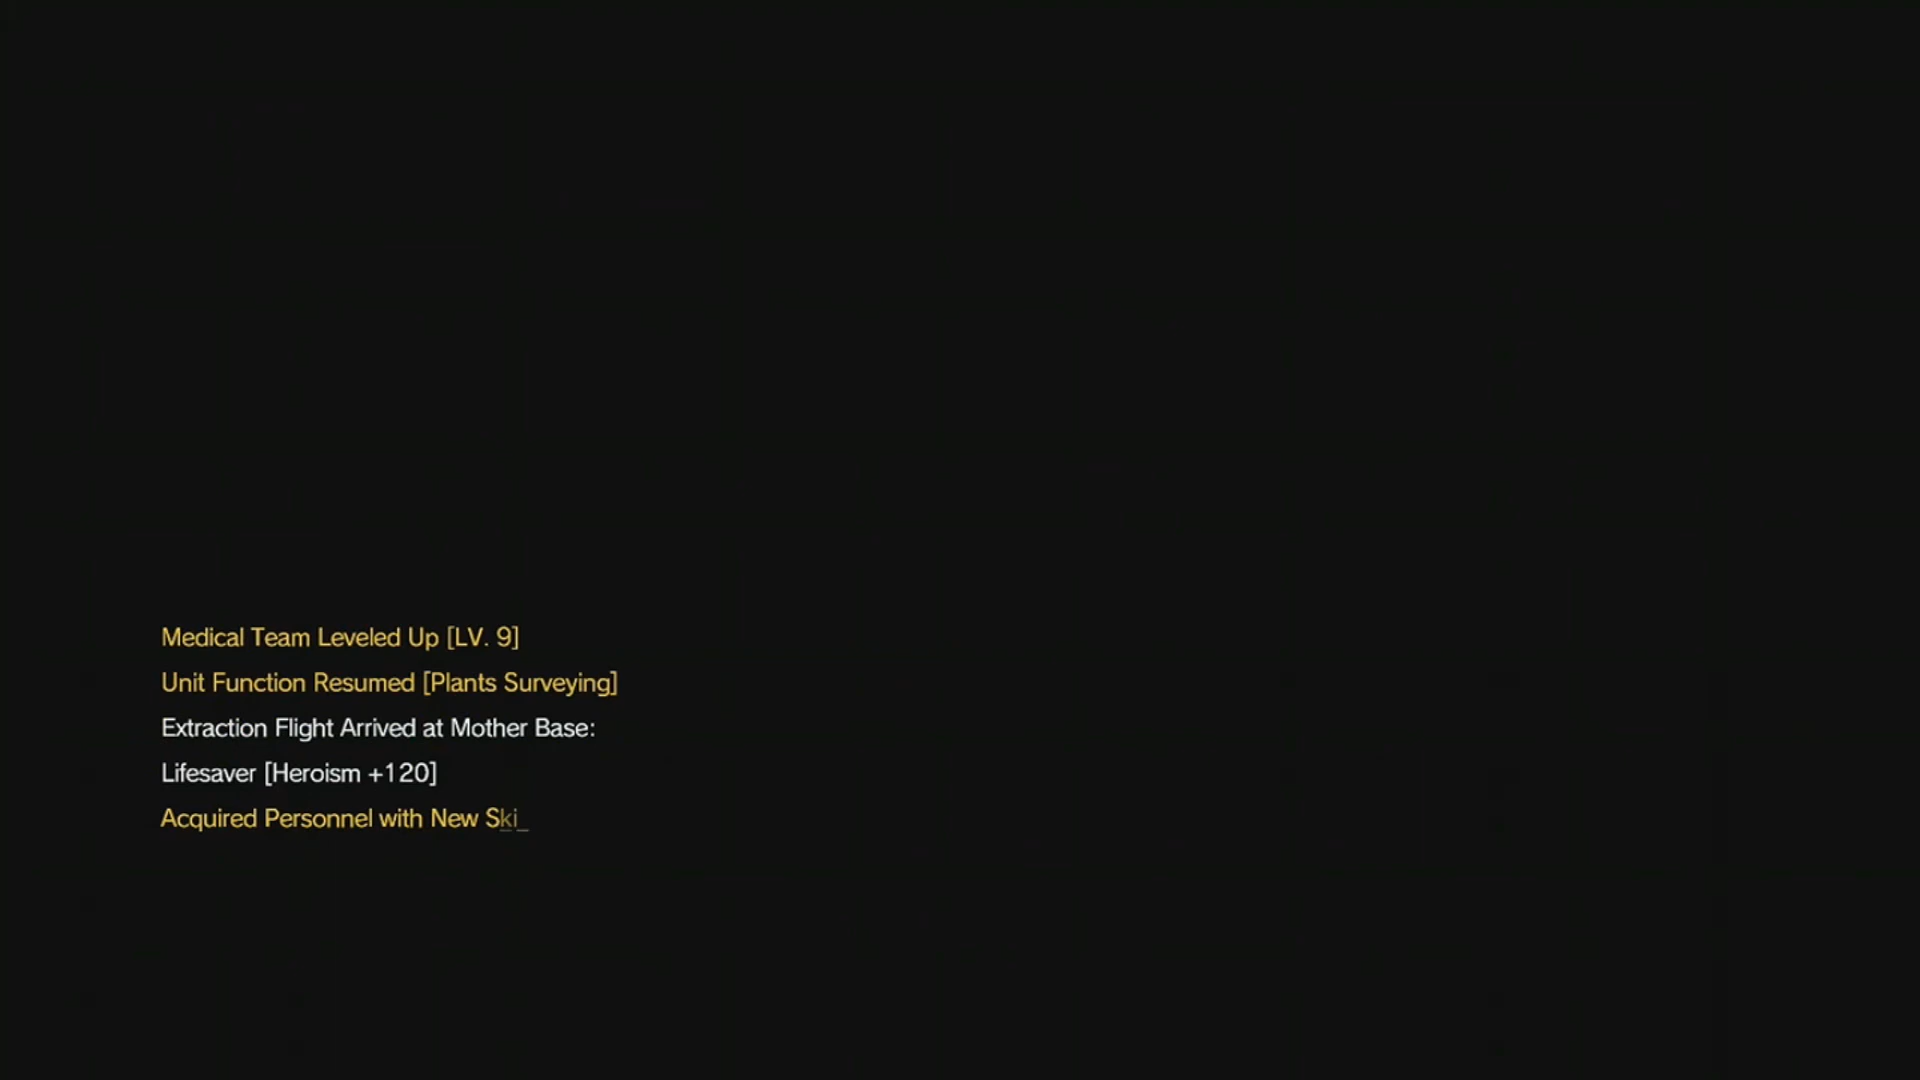 Medical Team Leveled Up [LV. 9]
Unit Function Resumed [Plants Surveying]
Extraction Flight Arrived at Mother Base:
Lifesaver [Heroism +120]
Acquired Personnel with New Ski_